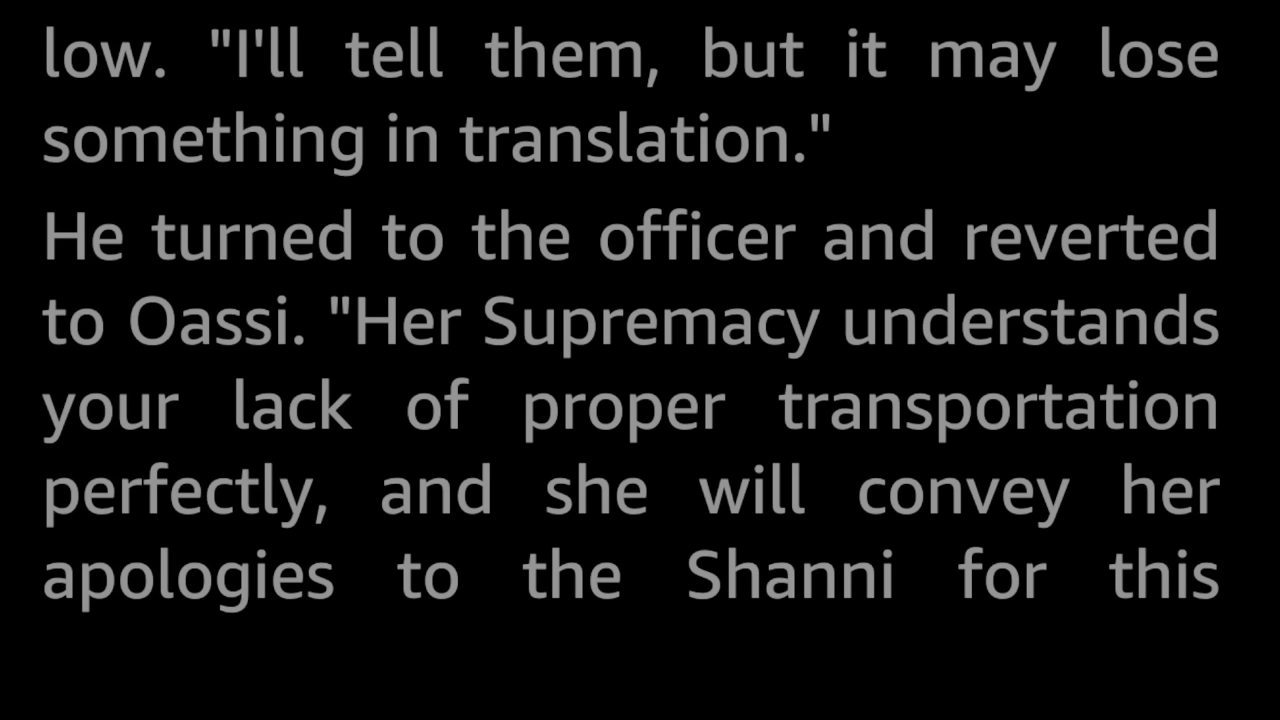 low. "I'll tell them, but it may lose
something in translation."
He turned to the officer and reverted
to Oassi. "Her Supremacy understands
your lack of proper transportation
perfectly, and she will convey her
apologies to the Shanni for this